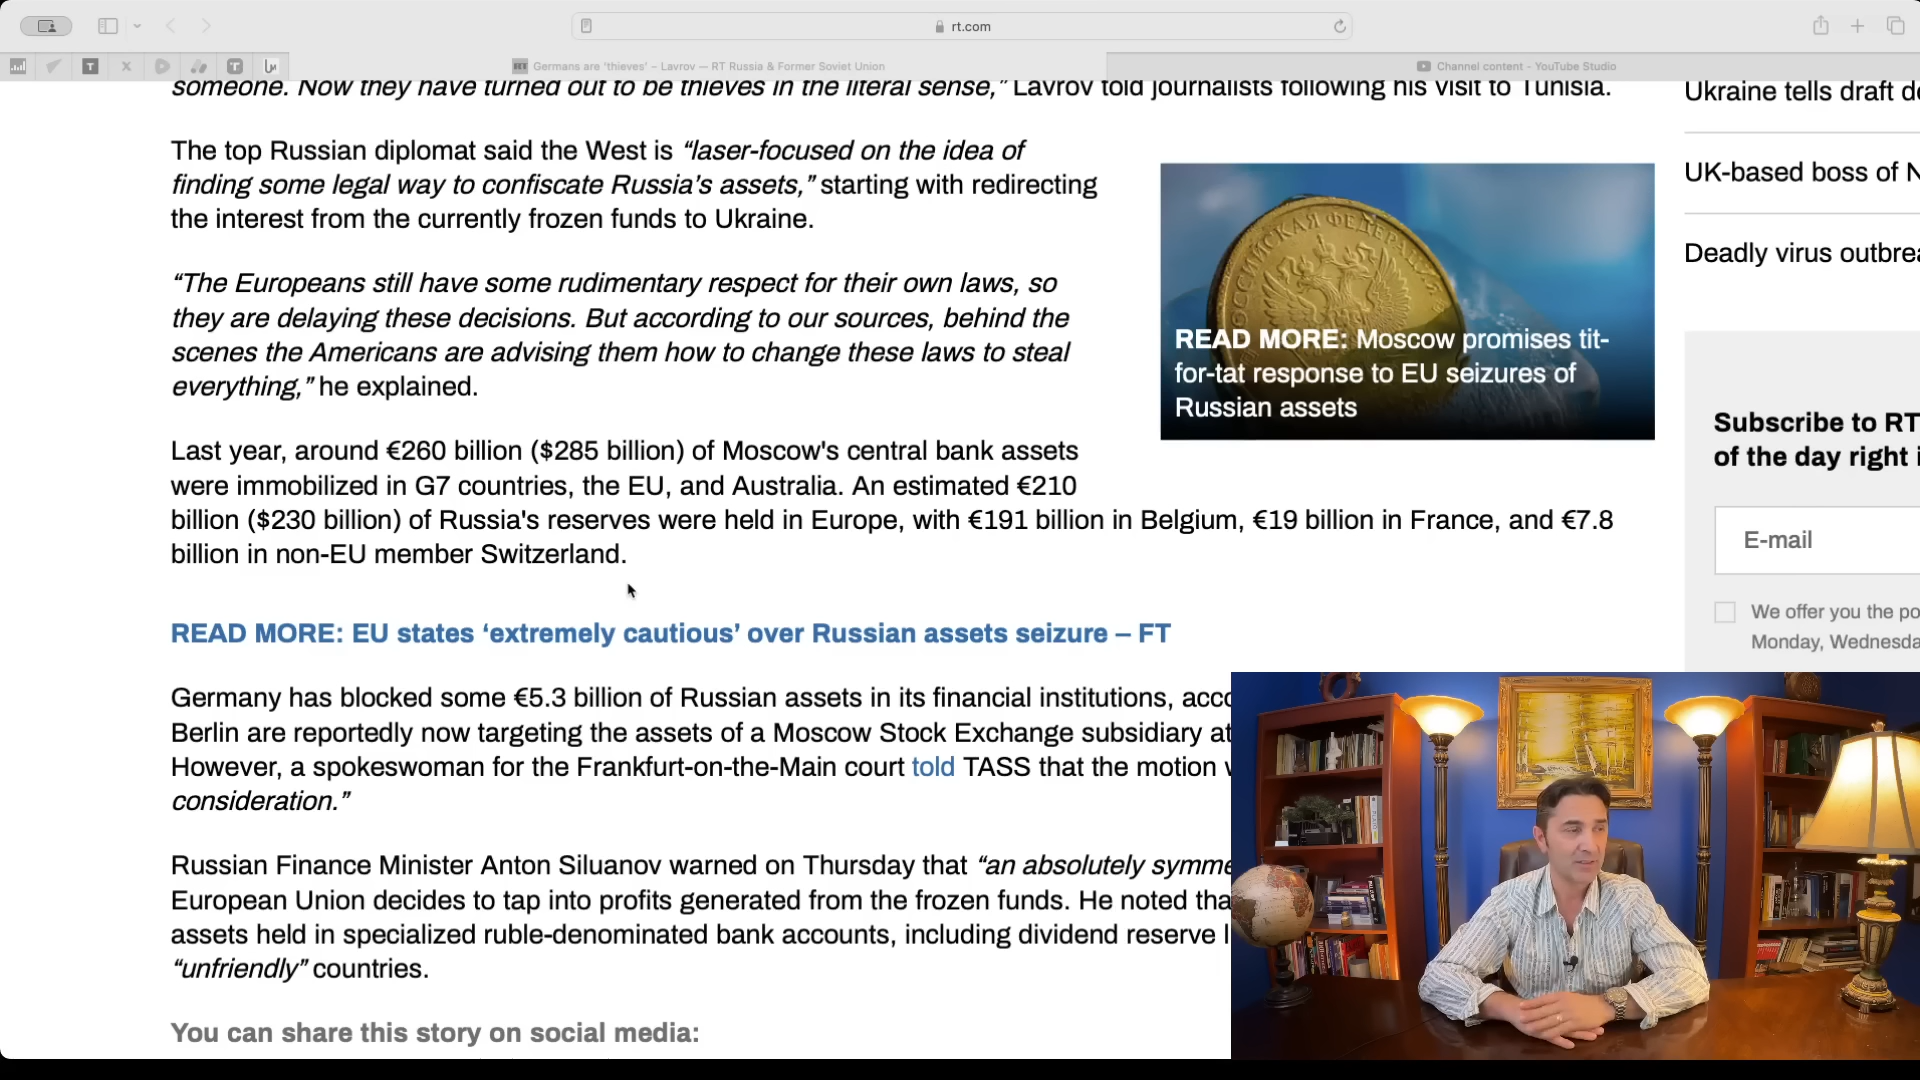 rt.com
Germans are 'thieves' – Lavrov — RT Russia & Former Soviet Union
Channel content - YouTube Studio
someone. Now they have turned out to be thieves in the literal sense,” Lavrov told journalists following his visit to Tunisia.
The top Russian diplomat said the West is “laser-focused on the idea of
finding some legal way to confiscate Russia’s assets,” starting with redirecting
the interest from the currently frozen funds to Ukraine.
“The Europeans still have some rudimentary respect for their own laws, so
they are delaying these decisions. But according to our sources, behind the
scenes the Americans are advising them how to change these laws to steal
everything,” he explained.
РОССИЙСКАЯ ФЕДЕРАЦИЯ
READ MORE: Moscow promises tit-
for-tat response to EU seizures of
Russian assets
Last year, around €260 billion ($285 billion) of Moscow's central bank assets
were immobilized in G7 countries, the EU, and Australia. An estimated €210
billion ($230 billion) of Russia's reserves were held in Europe, with €191 billion in Belgium, €19 billion in France, and €7.8
billion in non-EU member Switzerland.
READ MORE: EU states ‘extremely cautious’ over Russian assets seizure – FT
Germany has blocked some €5.3 billion of Russian assets in its financial institutions, acco
Berlin are reportedly now targeting the assets of a Moscow Stock Exchange subsidiary at
However, a spokeswoman for the Frankfurt-on-the-Main court told TASS that the motion
consideration.”
Russian Finance Minister Anton Siluanov warned on Thursday that “an absolutely symme
European Union decides to tap into profits generated from the frozen funds. He noted tha
assets held in specialized ruble-denominated bank accounts, including dividend reserve
“unfriendly” countries.
You can share this story on social media:
Ukraine tells draft d
UK-based boss of N
Deadly virus outbrea
Subscribe to RT
of the day right i
E-mail
We offer you the po
Monday, Wednesda